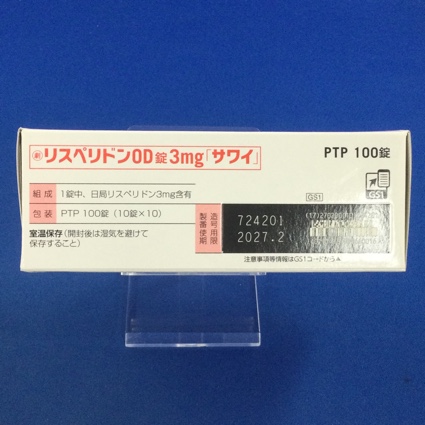 劇 リスペリドンOD錠3mg「サワイ」
PTP 100錠
GS1
組成 1錠中、日局リスペリドン3mg含有
包装 PTP 100錠（10錠×10）
室温保存（開封後は湿気を避けて
保存すること）
GS1
製造番号 724201
使用期限 2027.2
注意事項等情報はGS1コードから